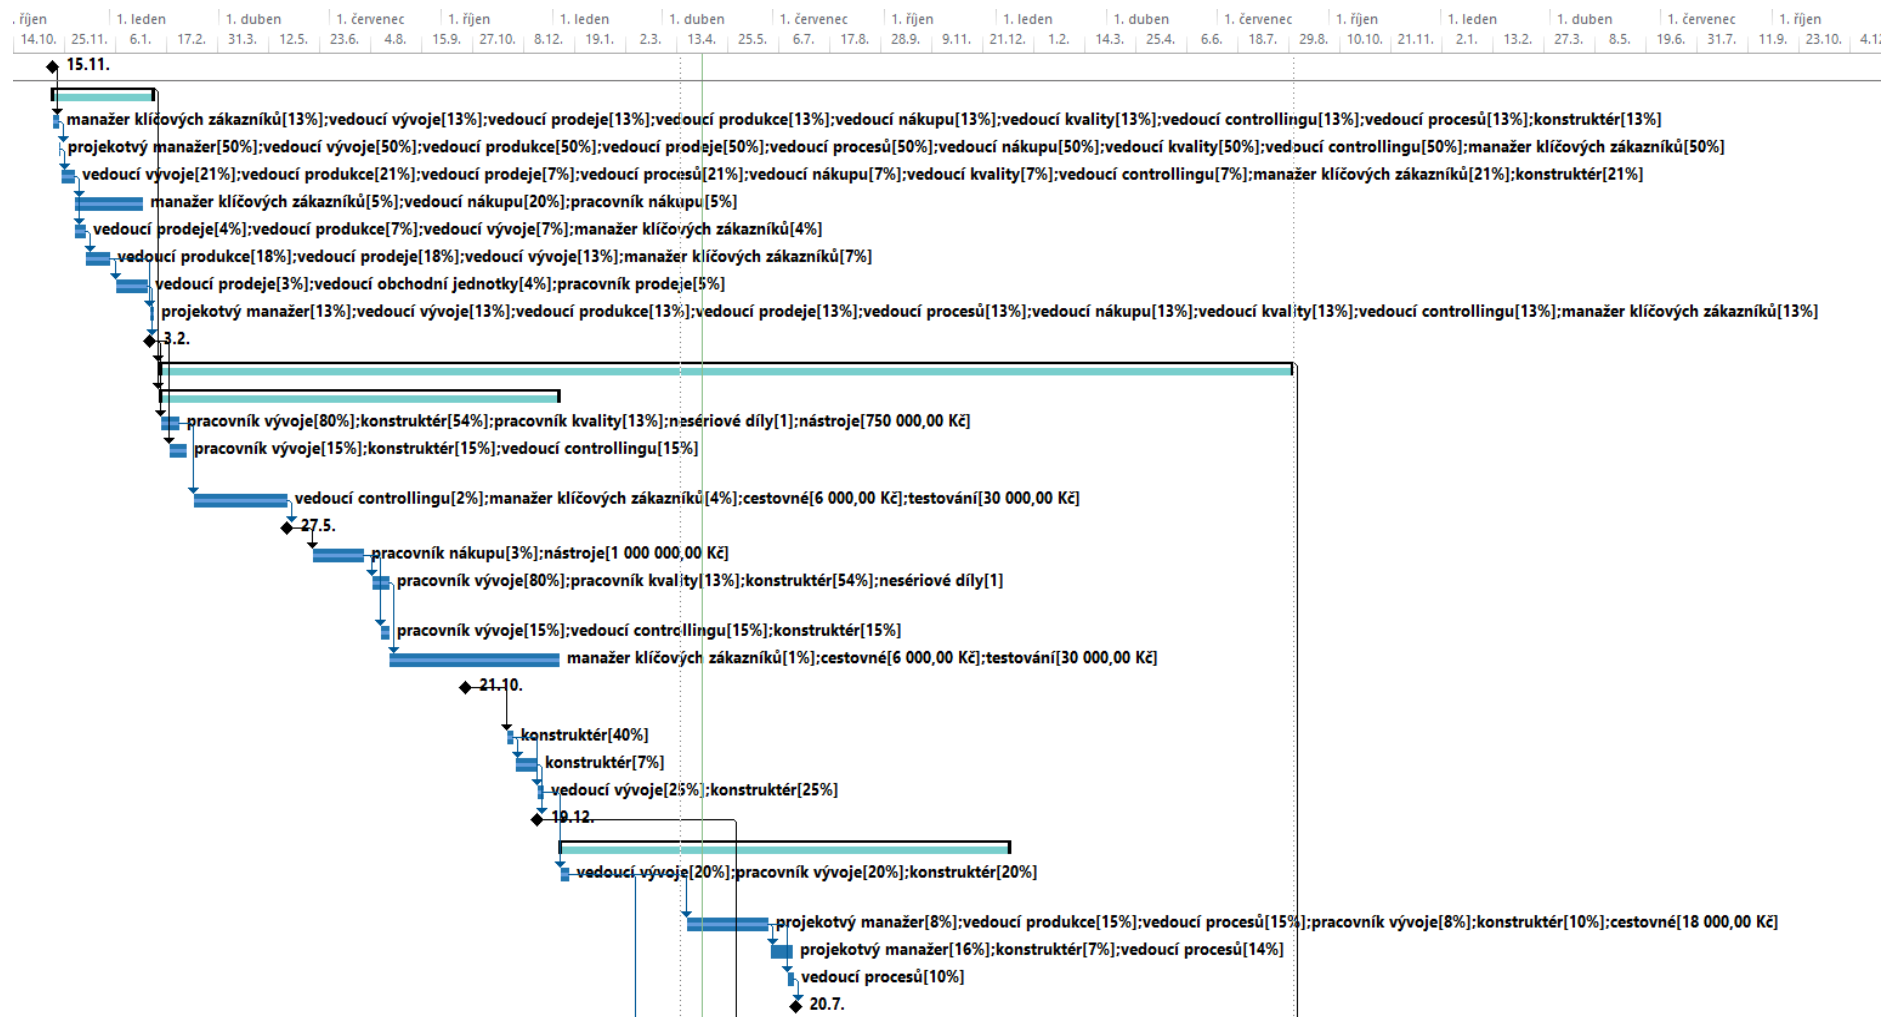 . říjen 1. leden 1. duben 1. červenec 1. říjen 1. leden 1. duben 1. červenec 1. říjen 1. leden 1. duben 1. červenec 1. říjen 1. leden 1. duben 1. červenec 1. říjen
14.10. 25.11. 6.1. 17.2. 31.3. 12.5. 23.6. 4.8. 15.9. 27.10. 8.12. 19.1. 2.3. 13.4. 25.5. 6.7. 17.8. 28.9. 9.11. 21.12. 1.2. 14.3. 25.4. 6.6. 18.7. 29.8. 10.10. 21.11. 2.1. 13.2. 27.3. 8.5. 19.6. 31.7. 11.9. 23.10. 4.12
15.11.
manažer klíčových zákazníků[13%];vedoucí vývoje[13%];vedoucí prodeje[13%];vedoucí produkce[13%];vedoucí nákupu[13%];vedoucí kvality[13%];vedoucí controllingu[13%];vedoucí procesů[13%];konstruktér[13%]
projekotvý manažer[50%];vedoucí vývoje[50%];vedoucí produkce[50%];vedoucí prodeje[50%];vedoucí procesů[50%];vedoucí nákupu[50%];vedoucí kvality[50%];vedoucí controllingu[50%];manažer klíčových zákazníků[50%]
vedoucí vývoje[21%];vedoucí produkce[21%];vedoucí prodeje[7%];vedoucí procesů[21%];vedoucí nákupu[7%];vedoucí kvality[7%];vedoucí controllingu[7%];manažer klíčových zákazníků[21%];konstruktér[21%]
manažer klíčových zákazníků[5%];vedoucí nákupu[20%];pracovník nákupu[5%]
vedoucí prodeje[4%];vedoucí produkce[7%];vedoucí vývoje[7%];manažer klíčových zákazníků[4%]
vedoucí produkce[18%];vedoucí prodeje[18%];vedoucí vývoje[13%];manažer klíčových zákazníků[7%]
vedoucí prodeje[3%];vedoucí obchodní jednotky[4%];pracovník prodeje[5%]
projekotvý manažer[13%];vedoucí vývoje[13%];vedoucí produkce[13%];vedoucí prodeje[13%];vedoucí procesů[13%];vedoucí nákupu[13%];vedoucí kvality[13%];vedoucí controllingu[13%];manažer klíčových zákazníků[13%]
3.2.
pracovník vývoje[80%];konstruktér[54%];pracovník kvality[13%];nesériové díly[1];nástroje[750 000,00 Kč]
pracovník vývoje[15%];konstruktér[15%];vedoucí controllingu[15%]
vedoucí controllingu[2%];manažer klíčových zákazníků[4%];cestovné[6 000,00 Kč];testování[30 000,00 Kč]
27.5.
pracovník nákupu[3%];nástroje[1 000 000,00 Kč]
pracovník vývoje[80%];pracovník kvality[13%];konstruktér[54%];nesériové díly[1]
pracovník vývoje[15%];vedoucí controllingu[15%];konstruktér[15%]
manažer klíčových zákazníků[1%];cestovné[6 000,00 Kč];testování[30 000,00 Kč]
21.10.
konstruktér[40%]
konstruktér[7%]
vedoucí vývoje[25%];konstruktér[25%]
19.12.
vedoucí vývoje[20%];pracovník vývoje[20%];konstruktér[20%]
projekotvý manažer[8%];vedoucí produkce[15%];vedoucí procesů[15%];pracovník vývoje[8%];konstruktér[10%];cestovné[18 000,00 Kč]
projekotvý manažer[16%];konstruktér[7%];vedoucí procesů[14%]
vedoucí procesů[10%]
20.7.